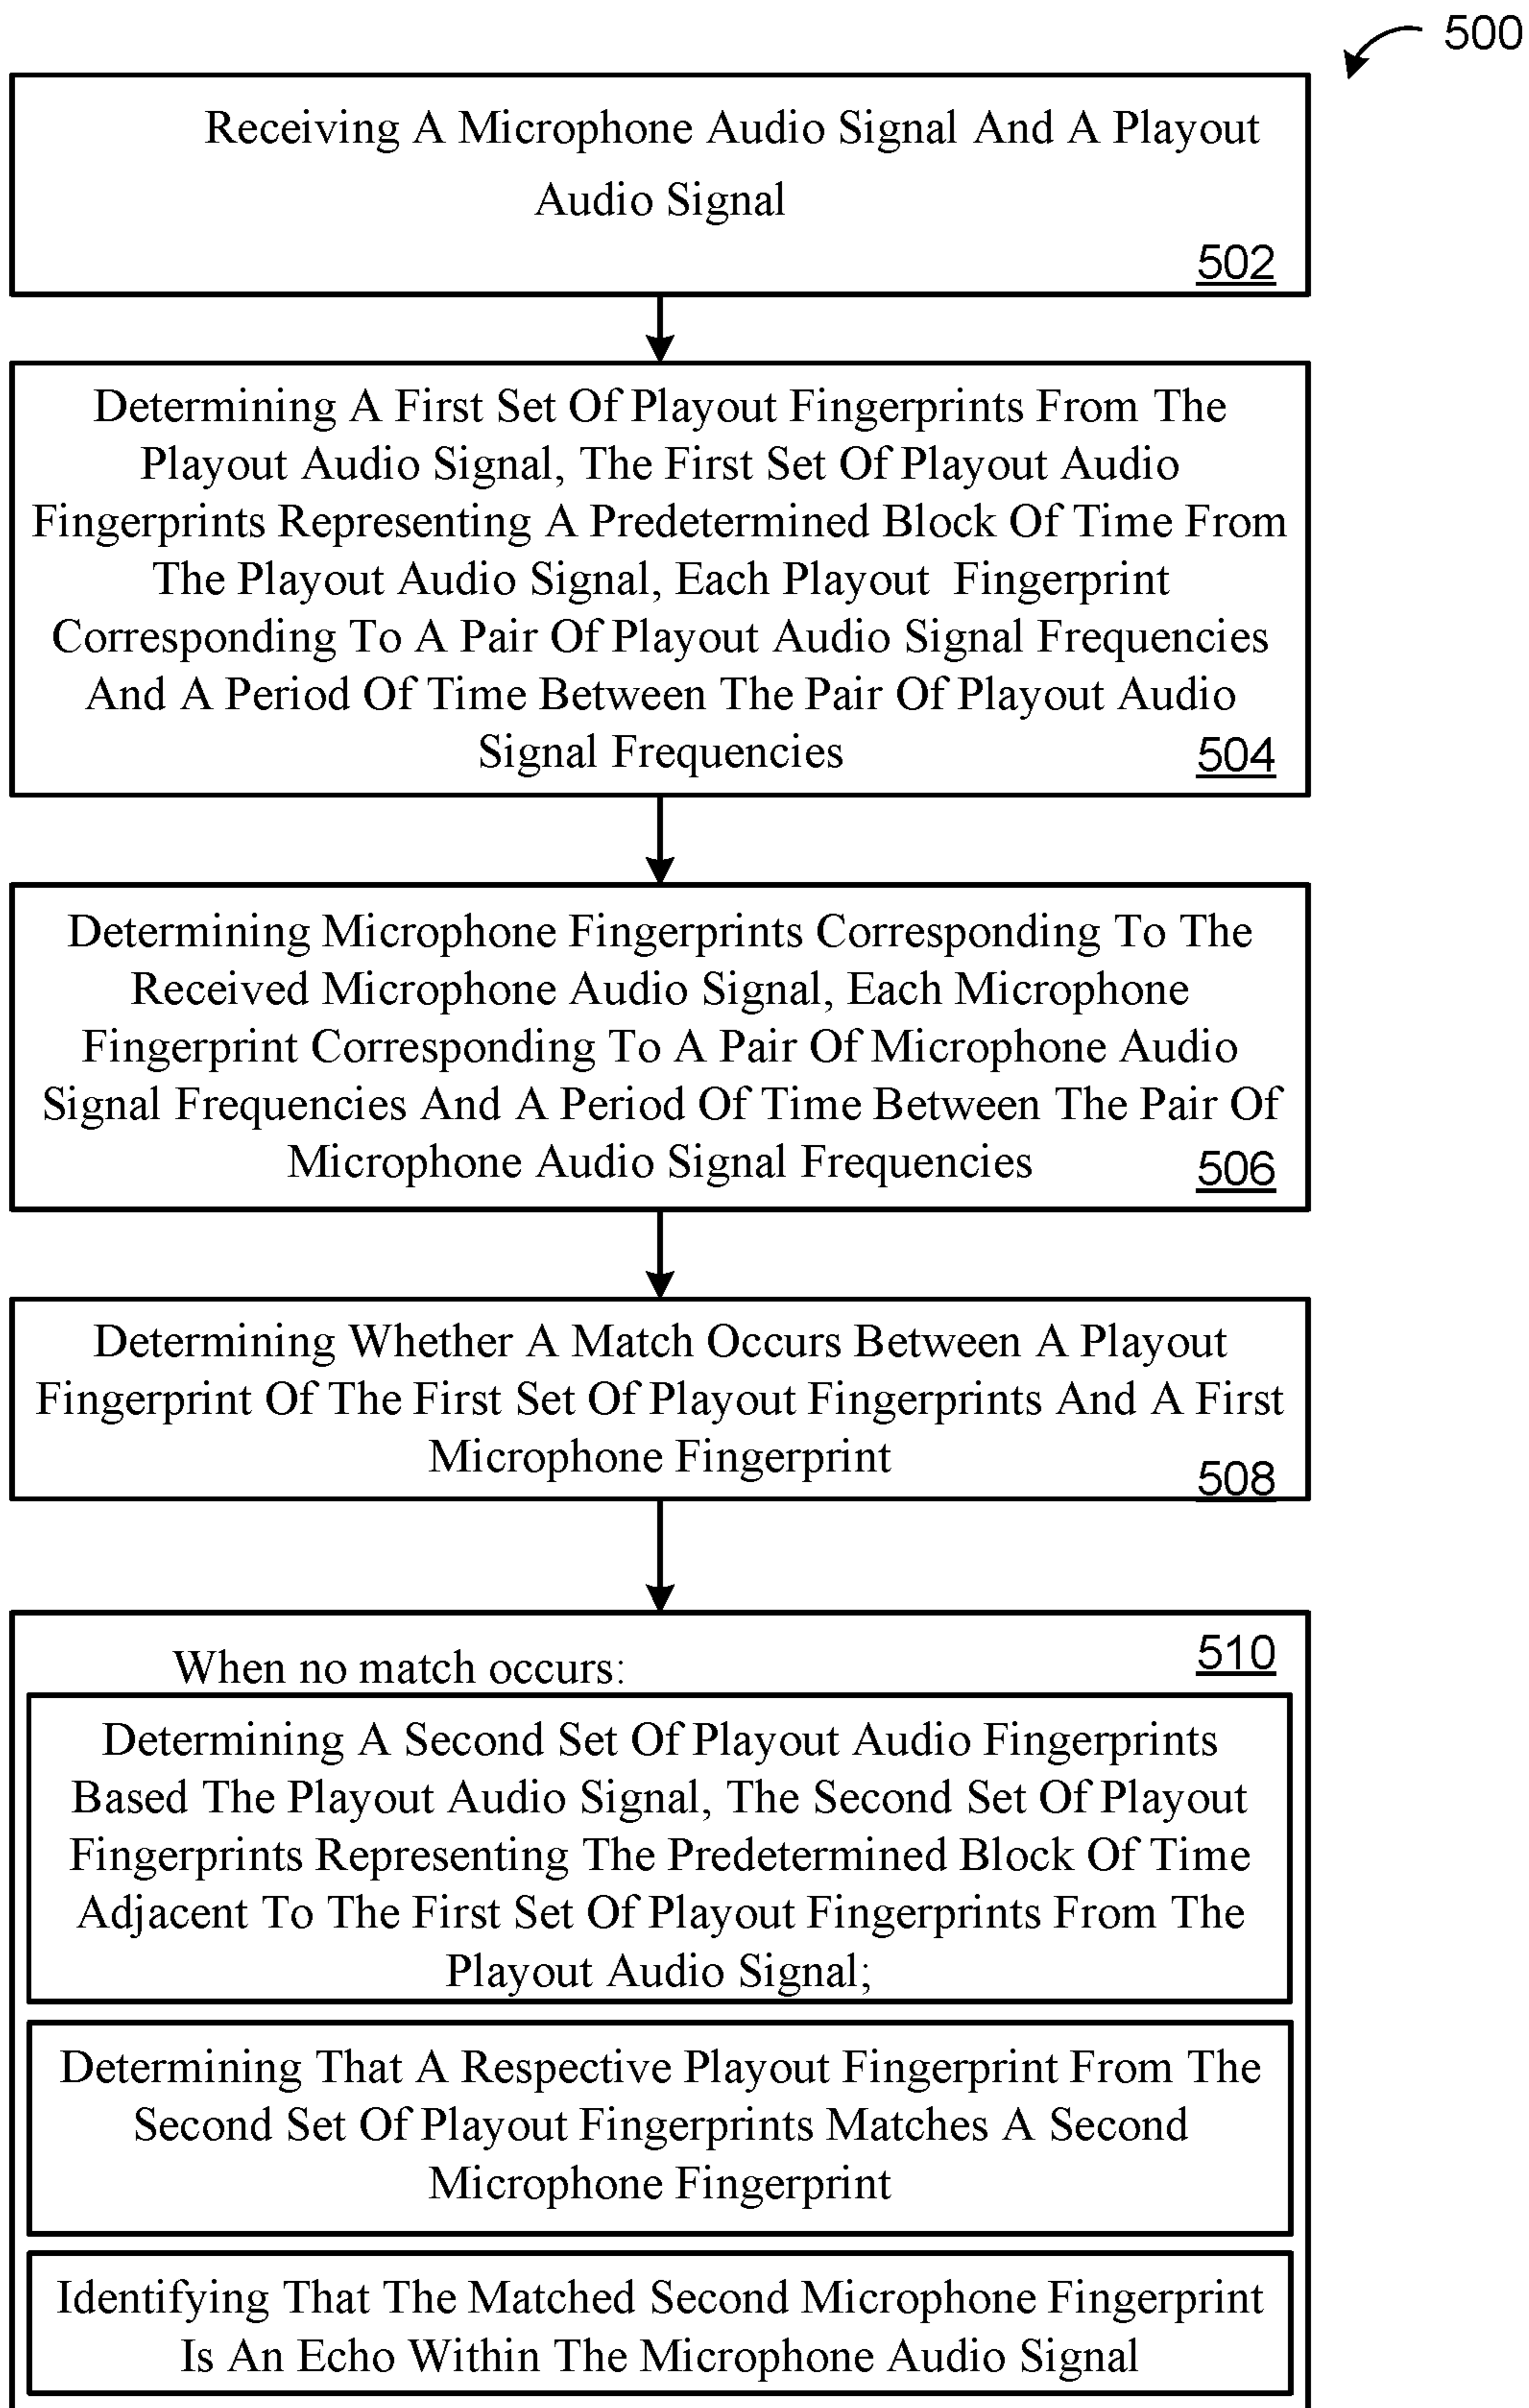 500
Receiving A Microphone Audio Signal And A Playout
Audio Signal
502
Determining A First Set Of Playout Fingerprints From The
Playout Audio Signal, The First Set Of Playout Audio
Fingerprints Representing A Predetermined Block Of Time From
The Playout Audio Signal, Each Playout Fingerprint
Corresponding To A Pair Of Playout Audio Signal Frequencies
And A Period Of Time Between The Pair Of Playout Audio
Signal Frequencies
504
Determining Microphone Fingerprints Corresponding To The
Received Microphone Audio Signal, Each Microphone
Fingerprint Corresponding To A Pair Of Microphone Audio
Signal Frequencies And A Period Of Time Between The Pair Of
Microphone Audio Signal Frequencies
506
Determining Whether A Match Occurs Between A Playout
Fingerprint Of The First Set Of Playout Fingerprints And A First
Microphone Fingerprint
508
510
When no match occurs:
Determining A Second Set Of Playout Audio Fingerprints
Based The Playout Audio Signal, The Second Set Of Playout
Fingerprints Representing The Predetermined Block Of Time
Adjacent To The First Set Of Playout Fingerprints From The
Playout Audio Signal;
Determining That A Respective Playout Fingerprint From The
Second Set Of Playout Fingerprints Matches A Second
Microphone Fingerprint
Identifying That The Matched Second Microphone Fingerprint
Is An Echo Within The Microphone Audio Signal